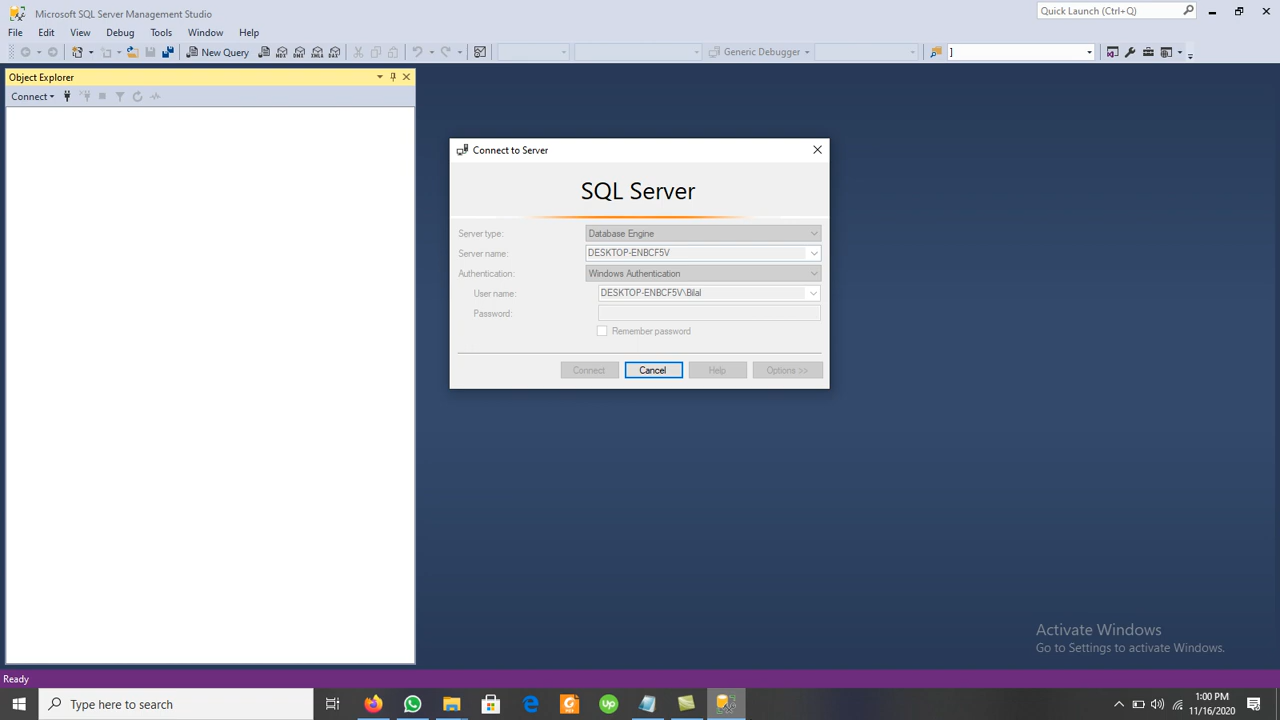 Microsoft SQL Server Management Studio
Quick Launch (Ctrl+Q)
File Edit View Debug Tools Window Help
New Query
Generic Debugger
]
Object Explorer
Connect
Connect to Server
SQL Server
Server type: Database Engine
Server name: DESKTOP-ENBCF5V
Authentication: Windows Authentication
User name: DESKTOP-ENBCF5V\Bilal
Password:
Remember password
Connect Cancel Help Options >>
Activate Windows
Go to Settings to activate Windows.
Ready
Type here to search
Up
1:00 PM
11/16/2020